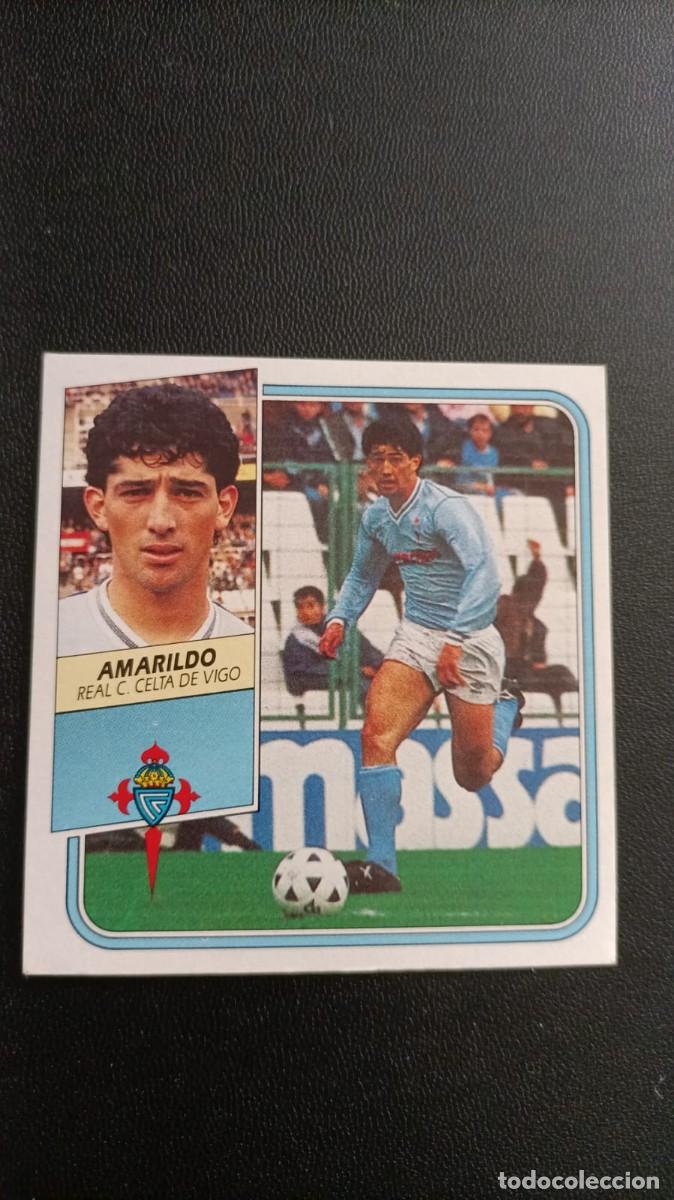 AMARILDO
REAL C. CELTA DE VIGO
massa
todocoleccion